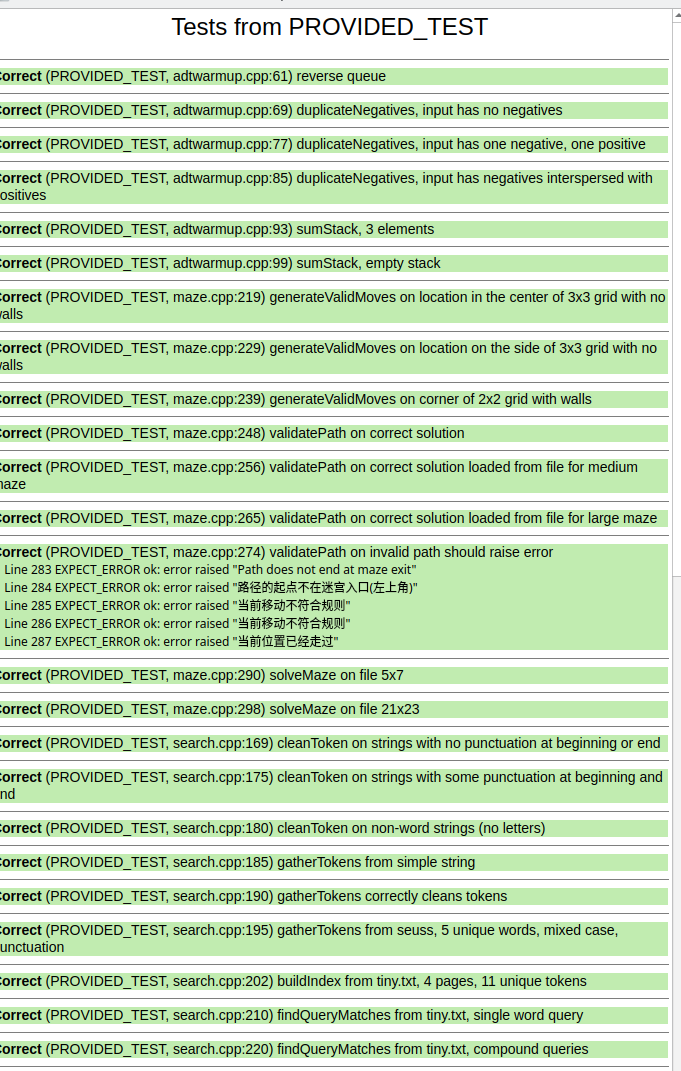 Tests from PROVIDED_TEST
orrect (PROVIDED_TEST, adtwarmup.cpp:61) reverse queue
orrect (PROVIDED_TEST, adtwarmup.cpp:69) duplicateNegatives, input has no negatives
orrect (PROVIDED_TEST, adtwarmup.cpp:77) duplicateNegatives, input has one negative, one positive
orrect (PROVIDED_TEST, adtwarmup.cpp:85) duplicateNegatives, input has negatives interspersed with
ositives
orrect (PROVIDED_TEST, adtwarmup.cpp:93) sumStack, 3 elements
orrect (PROVIDED_TEST, adtwarmup.cpp:99) sumStack, empty stack
orrect (PROVIDED_TEST, maze.cpp:219) generateValidMoves on location in the center of 3x3 grid with no
alls
orrect (PROVIDED_TEST, maze.cpp:229) generateValidMoves on location on the side of 3x3 grid with no
alls
orrect (PROVIDED_TEST, maze.cpp:239) generateValidMoves on corner of 2x2 grid with walls
orrect (PROVIDED_TEST, maze.cpp:248) validatePath on correct solution
orrect (PROVIDED_TEST, maze.cpp:256) validatePath on correct solution loaded from file for medium
aze
orrect (PROVIDED_TEST, maze.cpp:265) validatePath on correct solution loaded from file for large maze
orrect (PROVIDED_TEST, maze.cpp:274) validatePath on invalid path should raise error
Line 283 EXPECT_ERROR ok: error raised "Path does not end at maze exit"
Line 284 EXPECT_ERROR ok: error raised "路径的起点不在迷宫入口(左上角)"
Line 285 EXPECT_ERROR ok: error raised "当前移动不符合规则"
Line 286 EXPECT_ERROR ok: error raised "当前移动不符合规则"
Line 287 EXPECT_ERROR ok: error raised "当前位置已经走过"
orrect (PROVIDED_TEST, maze.cpp:290) solveMaze on file 5x7
orrect (PROVIDED_TEST, maze.cpp:298) solveMaze on file 21x23
orrect (PROVIDED_TEST, search.cpp:169) cleanToken on strings with no punctuation at beginning or end
orrect (PROVIDED_TEST, search.cpp:175) cleanToken on strings with some punctuation at beginning and
nd
orrect (PROVIDED_TEST, search.cpp:180) cleanToken on non-word strings (no letters)
orrect (PROVIDED_TEST, search.cpp:185) gatherTokens from simple string
orrect (PROVIDED_TEST, search.cpp:190) gatherTokens correctly cleans tokens
orrect (PROVIDED_TEST, search.cpp:195) gatherTokens from seuss, 5 unique words, mixed case,
unctuation
orrect (PROVIDED_TEST, search.cpp:202) buildIndex from tiny.txt, 4 pages, 11 unique tokens
orrect (PROVIDED_TEST, search.cpp:210) findQueryMatches from tiny.txt, single word query
orrect (PROVIDED_TEST, search.cpp:220) findQueryMatches from tiny.txt, compound queries